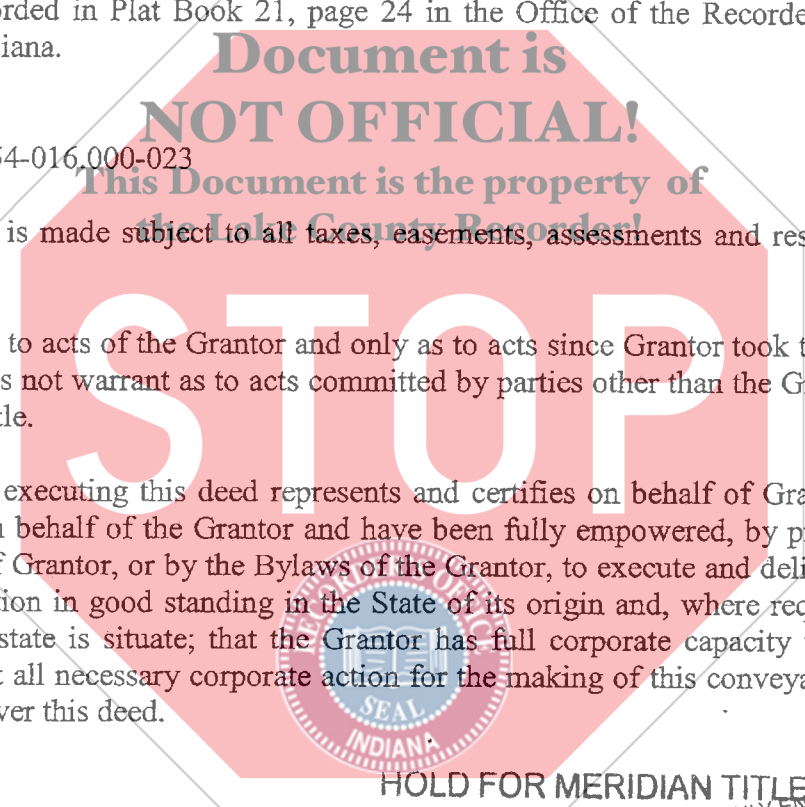 orded in Plat Book 21, page 24 in the Office of the Recorde
iana.
Document is
NOT OFFICIAL!
54-016.000-023
This Document is the property of
the Lake County Recorder!
is made subject to all taxes, easements, assessments and res
STOP
to acts of the Grantor and only as to acts since Grantor took t
s not warrant as to acts committed by parties other than the G
tle.
executing this deed represents and certifies on behalf of Gra
n behalf of the Grantor and have been fully empowered, by p
f Grantor, or by the Bylaws of the Grantor, to execute and deli
tion in good standing in the State of its origin and, where req
state is situate; that the Grantor has full corporate capacity
t all necessary corporate action for the making of this conveya
ver this deed.
SEAL
INDIANA
HOLD FOR MERIDIAN TITLE